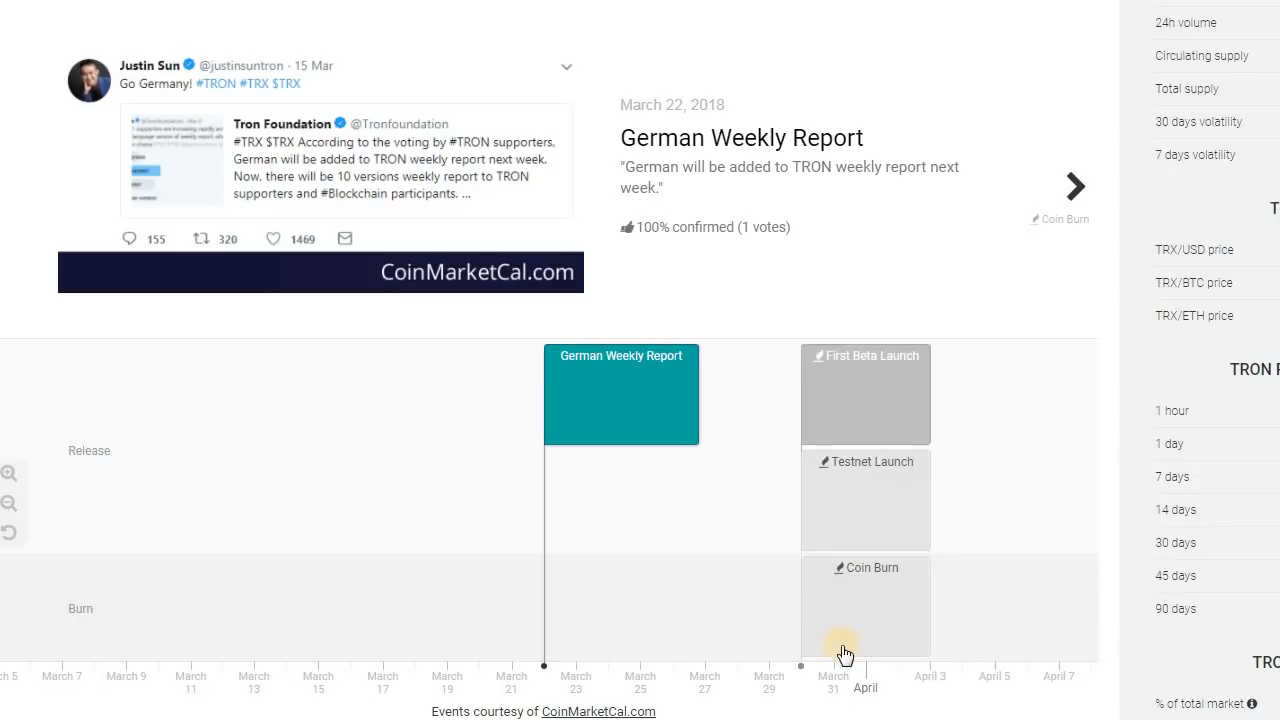 Justin Sun @justinsuntron · 15 Mar
Go Germany! #TRON #TRX $TRX
Tron Foundation @Tronfoundation
#TRX $TRX According to the voting by #TRON supporters,
German will be added to TRON weekly report next week.
Now, there will be 10 versions weekly report to TRON
supporters and #Blockchain participants. ...
155 320 1469
CoinMarketCal.com
March 22, 2018
German Weekly Report
"German will be added to TRON weekly report next
week."
100% confirmed (1 votes)
Coin Burn
German Weekly Report
First Beta Launch
Release
Testnet Launch
Coin Burn
Burn
March 7
March 9
March 11
March 13
March 15
March 17
March 19
March 21
March 23
March 25
March 27
March 29
March 31
April
April 3
April 5
April 7
Events courtesy of CoinMarketCal.com
24h volume
Circulating supply
Total supply
30 days volatility
7 days volatility
TRX/USD price
TRX/BTC price
TRX/ETH price
TRON
1 hour
1 day
7 days
14 days
30 days
45 days
90 days
% of total market